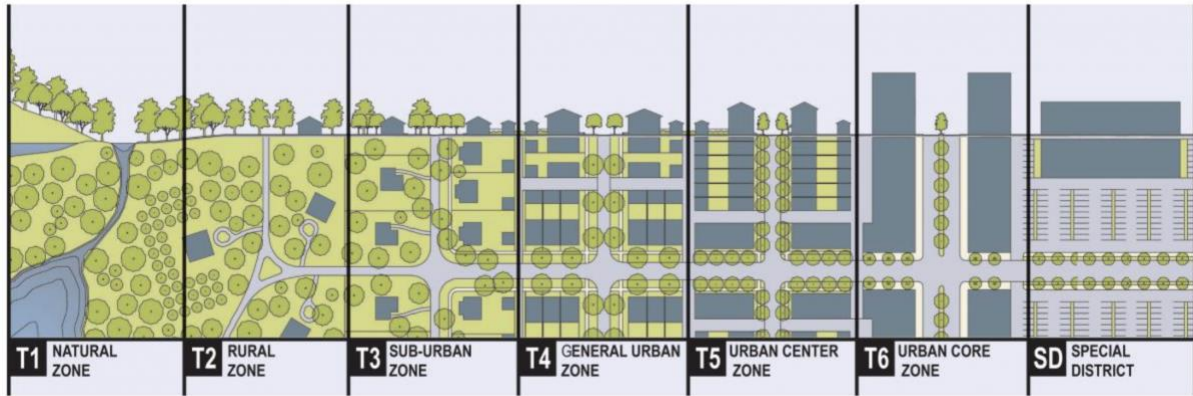 T1 NATURAL
ZONE
T2 RURAL
ZONE
T3 SUB-URBAN
ZONE
T4 GENERAL URBAN
ZONE
T5 URBAN CENTER
ZONE
T6 URBAN CORE
ZONE
SD SPECIAL
DISTRICT